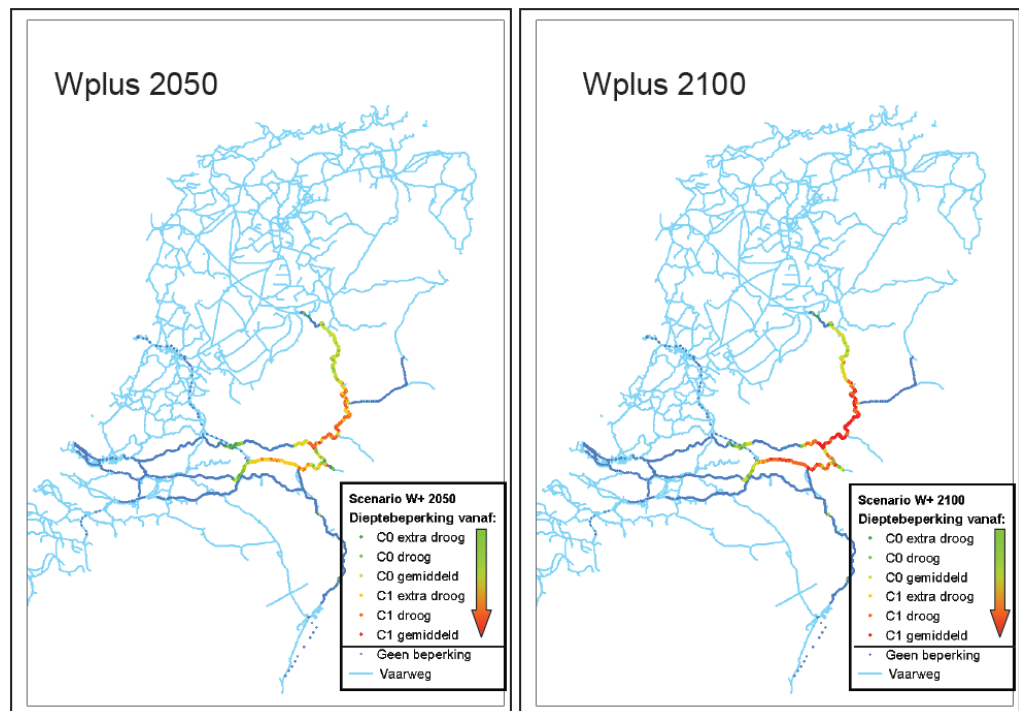 Wplus 2050
Scenario W+ 2050
Dieptebeperking vanaf:
C0 extra droog
C0 droog
C0 gemiddeld
C1 extra droog
C1 droog
C1 gemiddeld
Geen beperking
Vaarweg
Wplus 2100
Scenario W+ 2100
Dieptebeperking vanaf:
C0 extra droog
C0 droog
C0 gemiddeld
C1 extra droog
C1 droog
C1 gemiddeld
Geen beperking
Vaarweg